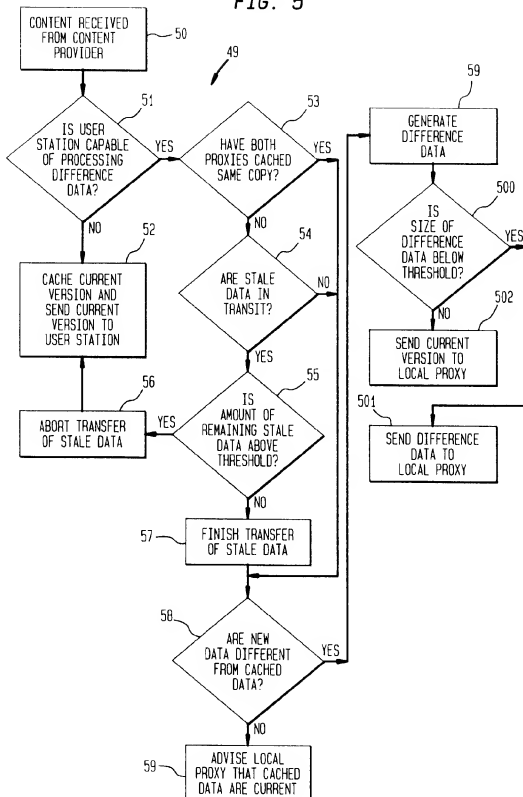 FIG. 5
CONTENT RECEIVED
FROM CONTENT
PROVIDER
50
49
51
IS USER
STATION CAPABLE
OF PROCESSING
DIFFERENCE
DATA?
YES
NO
52
CACHE CURRENT
VERSION AND
SEND CURRENT
VERSION TO
USER STATION
53
HAVE BOTH
PROXIES CACHED
SAME COPY?
YES
NO
54
ARE STALE
DATA IN
TRANSIT?
NO
YES
55
IS
AMOUNT OF
REMAINING STALE
DATA ABOVE
THRESHOLD?
YES
NO
56
ABORT TRANSFER
OF STALE DATA
57
FINISH TRANSFER
OF STALE DATA
58
ARE NEW
DATA DIFFERENT
FROM CACHED
DATA?
YES
NO
59
ADVISE LOCAL
PROXY THAT CACHED
DATA ARE CURRENT
59
GENERATE
DIFFERENCE
DATA
500
IS
SIZE OF
DIFFERENCE
DATA BELOW
THRESHOLD?
YES
NO
502
SEND CURRENT
VERSION TO
LOCAL PROXY
501
SEND DIFFERENCE
DATA TO
LOCAL PROXY